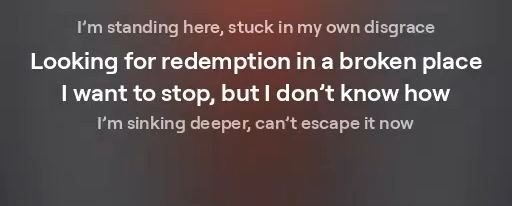 I’m standing here, stuck in my own disgrace
Looking for redemption in a broken place
I want to stop, but I don’t know how
I’m sinking deeper, can’t escape it now